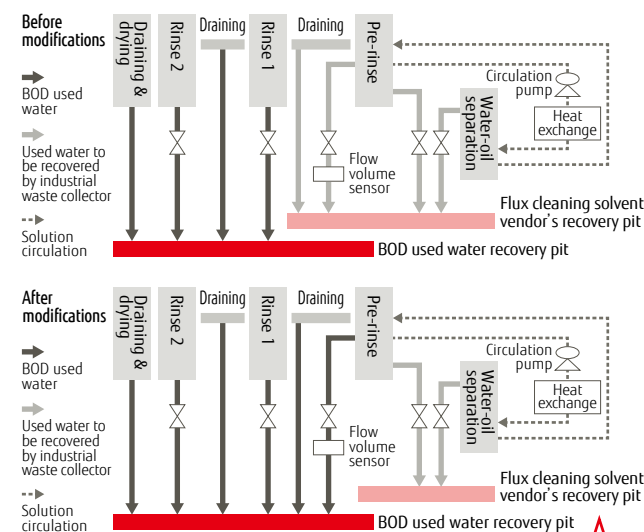 Before
modifications
BOD used
water
Used water to
be recovered
by industrial
waste collector
Solution
circulation
Draining &
drying
Rinse 2
Draining
Rinse 1
Draining
Pre-rinse
Flow
volume
sensor
Water-oil
separation
Circulation
pump
Heat
exchange
Flux cleaning solvent
vendor's recovery pit
BOD used water recovery pit
After
modifications
BOD used
water
Used water to
be recovered
by industrial
waste collector
Solution
circulation
Draining &
drying
Rinse 2
Draining
Rinse 1
Draining
Pre-rinse
Flow
volume
sensor
Water-oil
separation
Circulation
pump
Heat
exchange
Flux cleaning solvent
vendor's recovery pit
BOD used water recovery pit